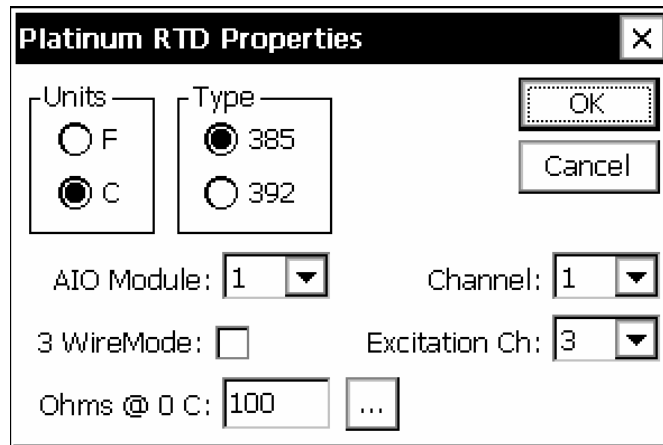 Platinum RTD Properties
Units
F
C
Type
385
392
OK
Cancel
AIO Module: 1
Channel: 1
3 WireMode:
Excitation Ch: 3
Ohms @ 0 C: 100
...